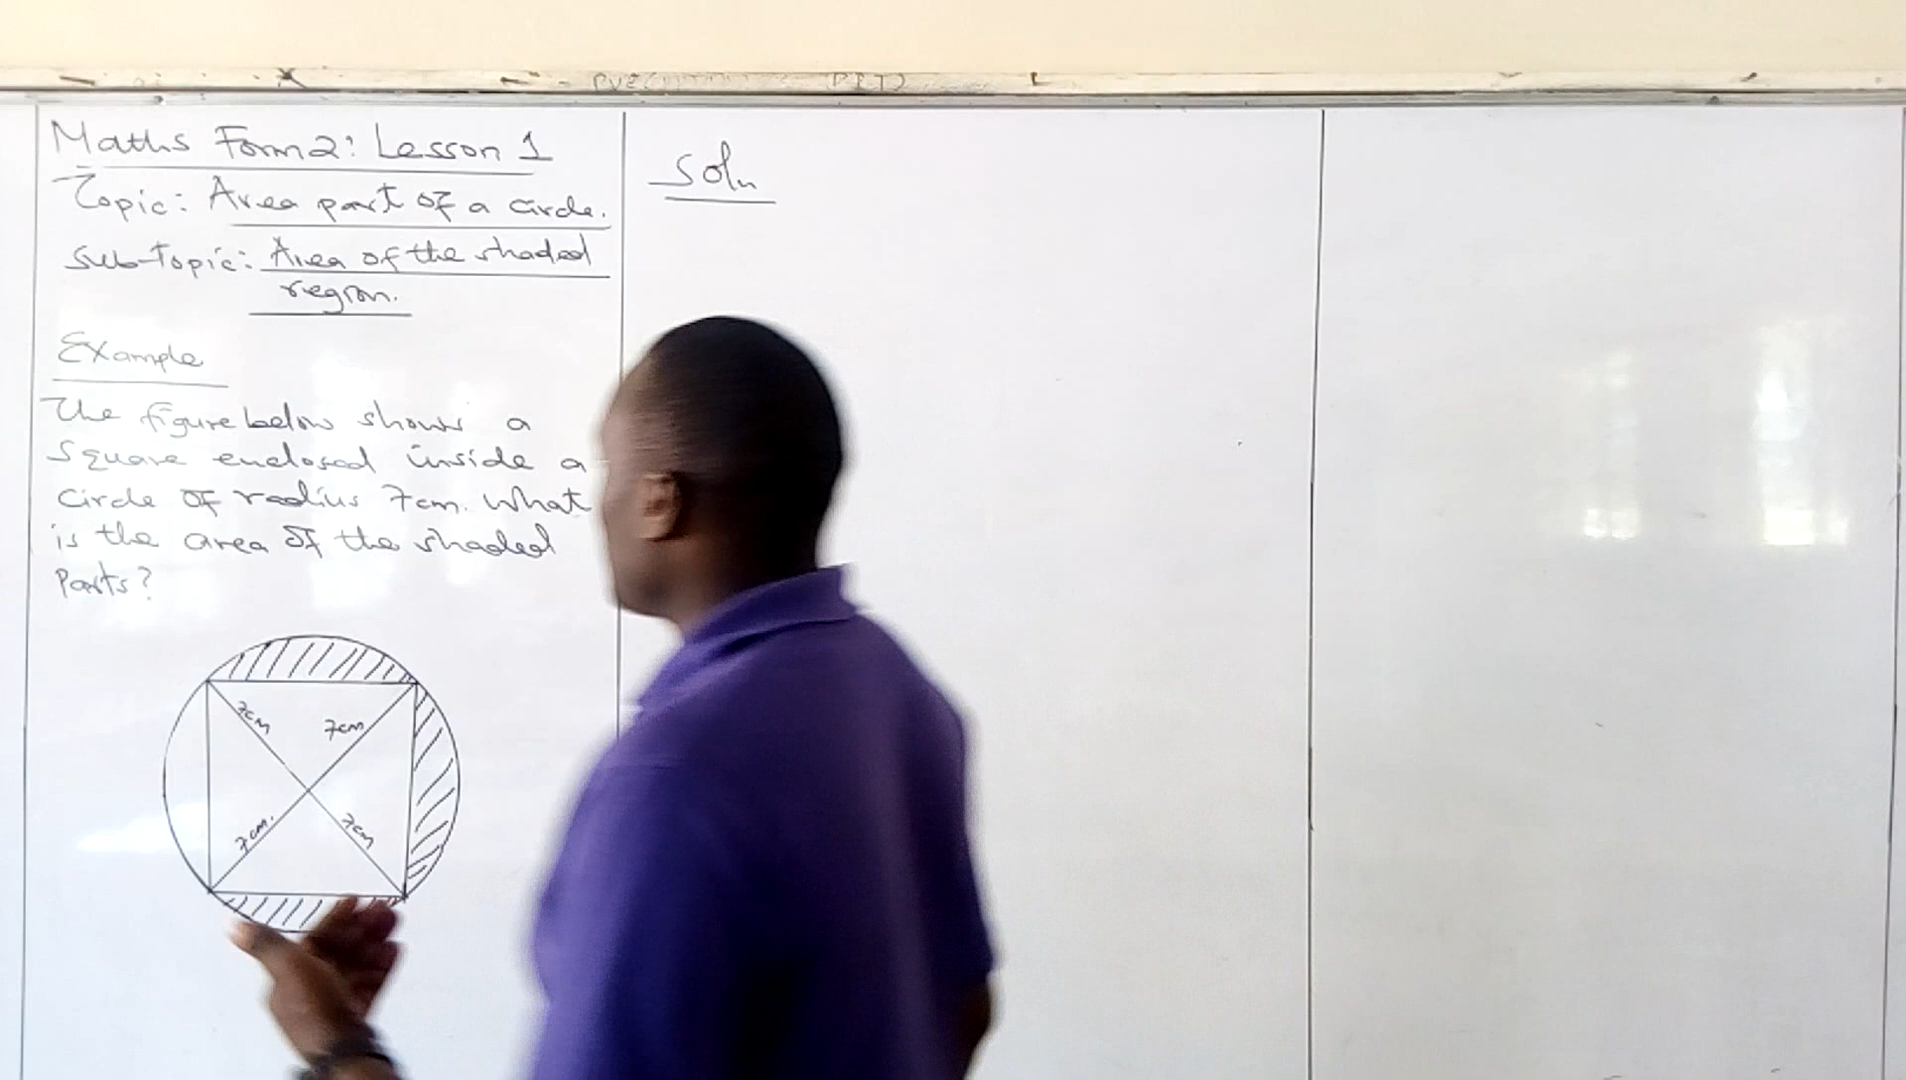 Maths Form 2: Lesson 1
Topic: Area part of a circle.
Sub-Topic: Area of the shaded
region.
Example
The figure below shows a
square enclosed inside a
circle of radius 7cm. What
is the area of the shaded
parts?
7cm
7cm
7cm.
7cm
Soln